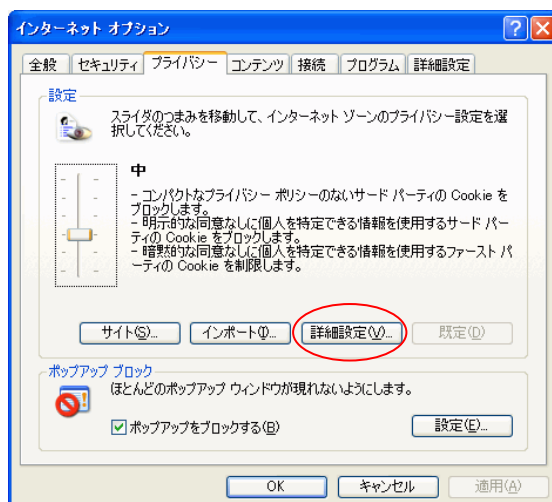 インターネット オプション
全般 セキュリティ プライバシー コンテンツ 接続 プログラム 詳細設定
設定
スライダのつまみを移動して、インターネット ゾーンのプライバシー設定を選
択してください。
中
- コンパクトなプライバシー ポリシーのないサード パーティの Cookie を
ブロックします。
- 明示的な同意なしに個人を特定できる情報を使用するサード パー
ティの Cookie をブロックします。
- 暗黙的な同意なしに個人を特定できる情報を使用するファースト パ
ーティの Cookie を制限します。
サイト(S)... インポート(I)... 詳細設定(V)... 既定(D)
ポップアップ ブロック
ほとんどのポップアップ ウィンドウが現れないようにします。
ポップアップをブロックする(B) 設定(E)...
OK キャンセル 適用(A)